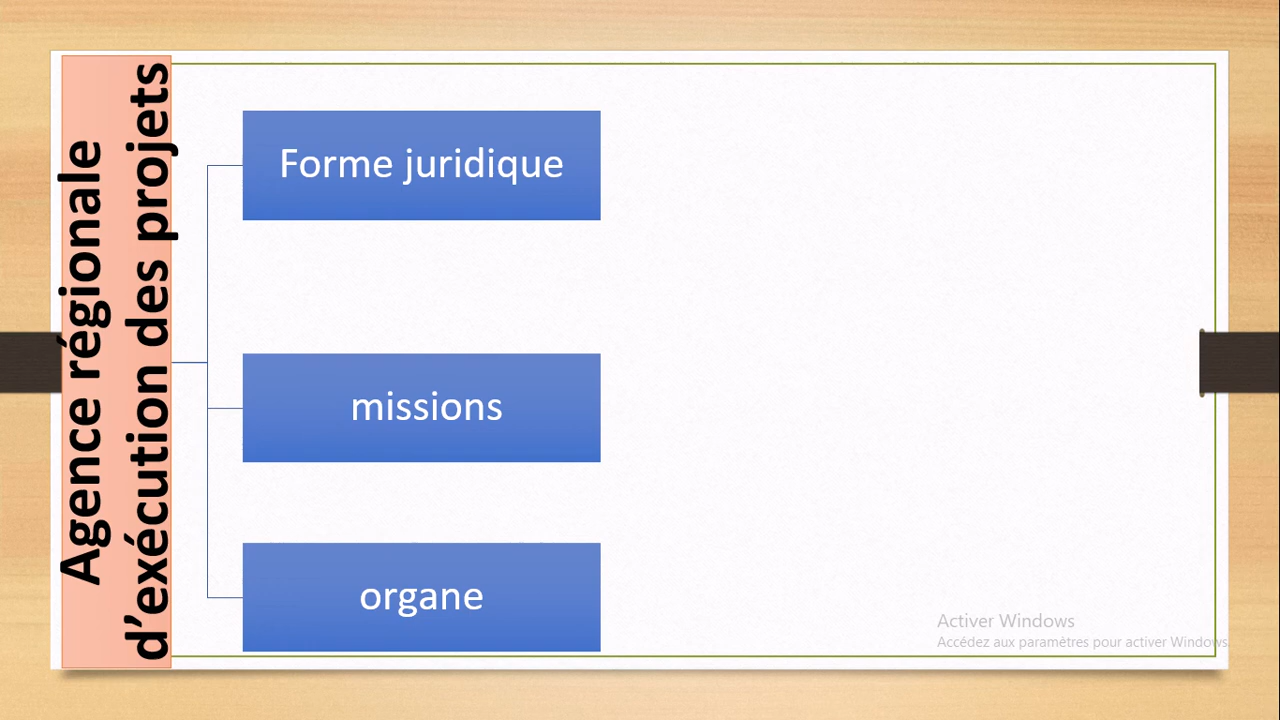 Agence régionale
d’exécution des projets
Forme juridique
missions
organe
Activer Windows
Accédez aux paramètres pour activer Windows.